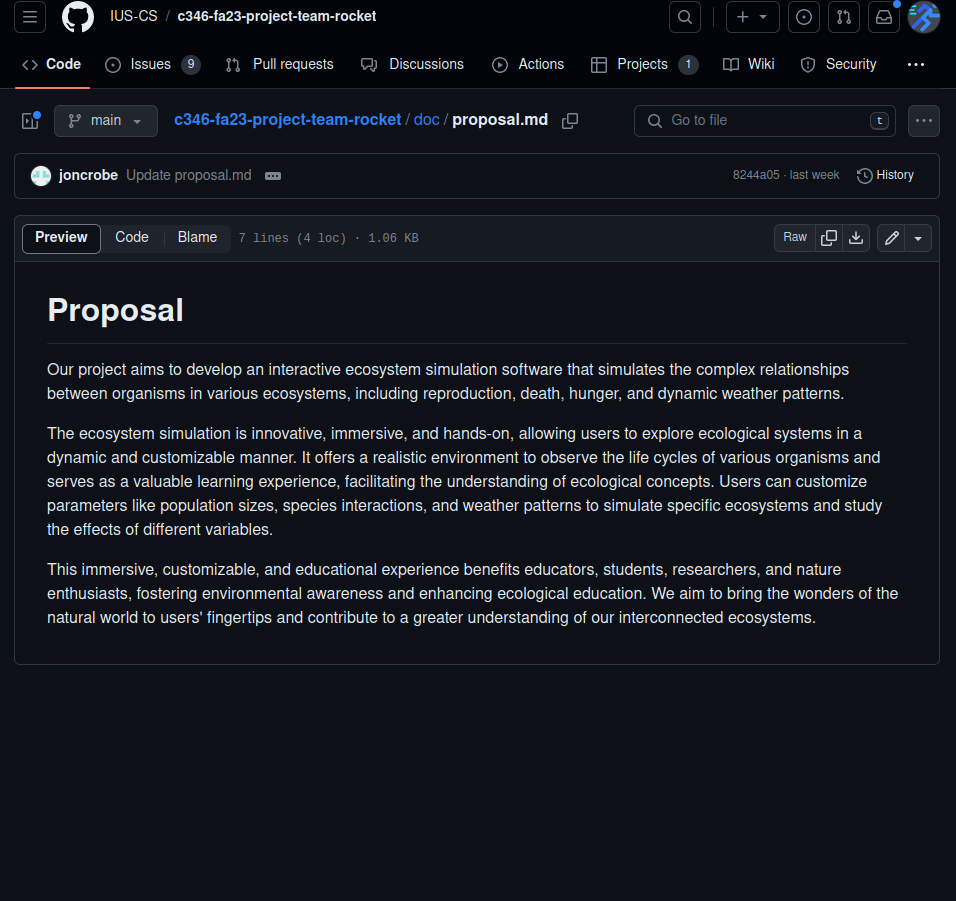 IUS-CS / c346-fa23-project-team-rocket
Code Issues 9 Pull requests Discussions Actions Projects 1 Wiki Security
main c346-fa23-project-team-rocket / doc / proposal.md Go to file t
joncrobe Update proposal.md 8244a05 · last week History
Preview Code Blame 7 lines (4 loc) · 1.06 KB Raw
Proposal
Our project aims to develop an interactive ecosystem simulation software that simulates the complex relationships
between organisms in various ecosystems, including reproduction, death, hunger, and dynamic weather patterns.
The ecosystem simulation is innovative, immersive, and hands-on, allowing users to explore ecological systems in a
dynamic and customizable manner. It offers a realistic environment to observe the life cycles of various organisms and
serves as a valuable learning experience, facilitating the understanding of ecological concepts. Users can customize
parameters like population sizes, species interactions, and weather patterns to simulate specific ecosystems and study
the effects of different variables.
This immersive, customizable, and educational experience benefits educators, students, researchers, and nature
enthusiasts, fostering environmental awareness and enhancing ecological education. We aim to bring the wonders of the
natural world to users' fingertips and contribute to a greater understanding of our interconnected ecosystems.